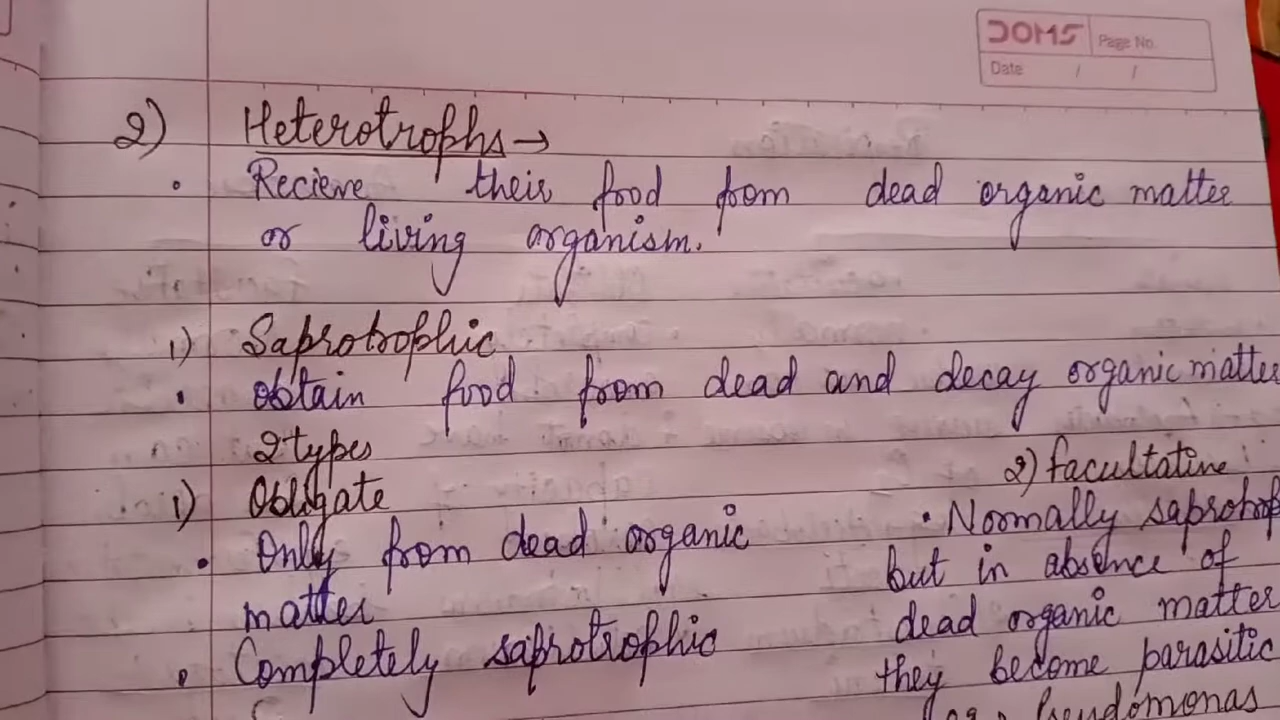 DOMS Page No.
Date / /
2) Heterotrophs →
• Recieve their food from dead organic matter
or living organism.
1) Saprotrophic
• obtain food from dead and decay organic matter
2 types
1) Obligate
2) facultative :
• Only from dead organic
matter
• Completely saprotrophic
• Normally saprotrop
but in absence of
dead organic matter
they become parasitic
eg. Pseudomonas